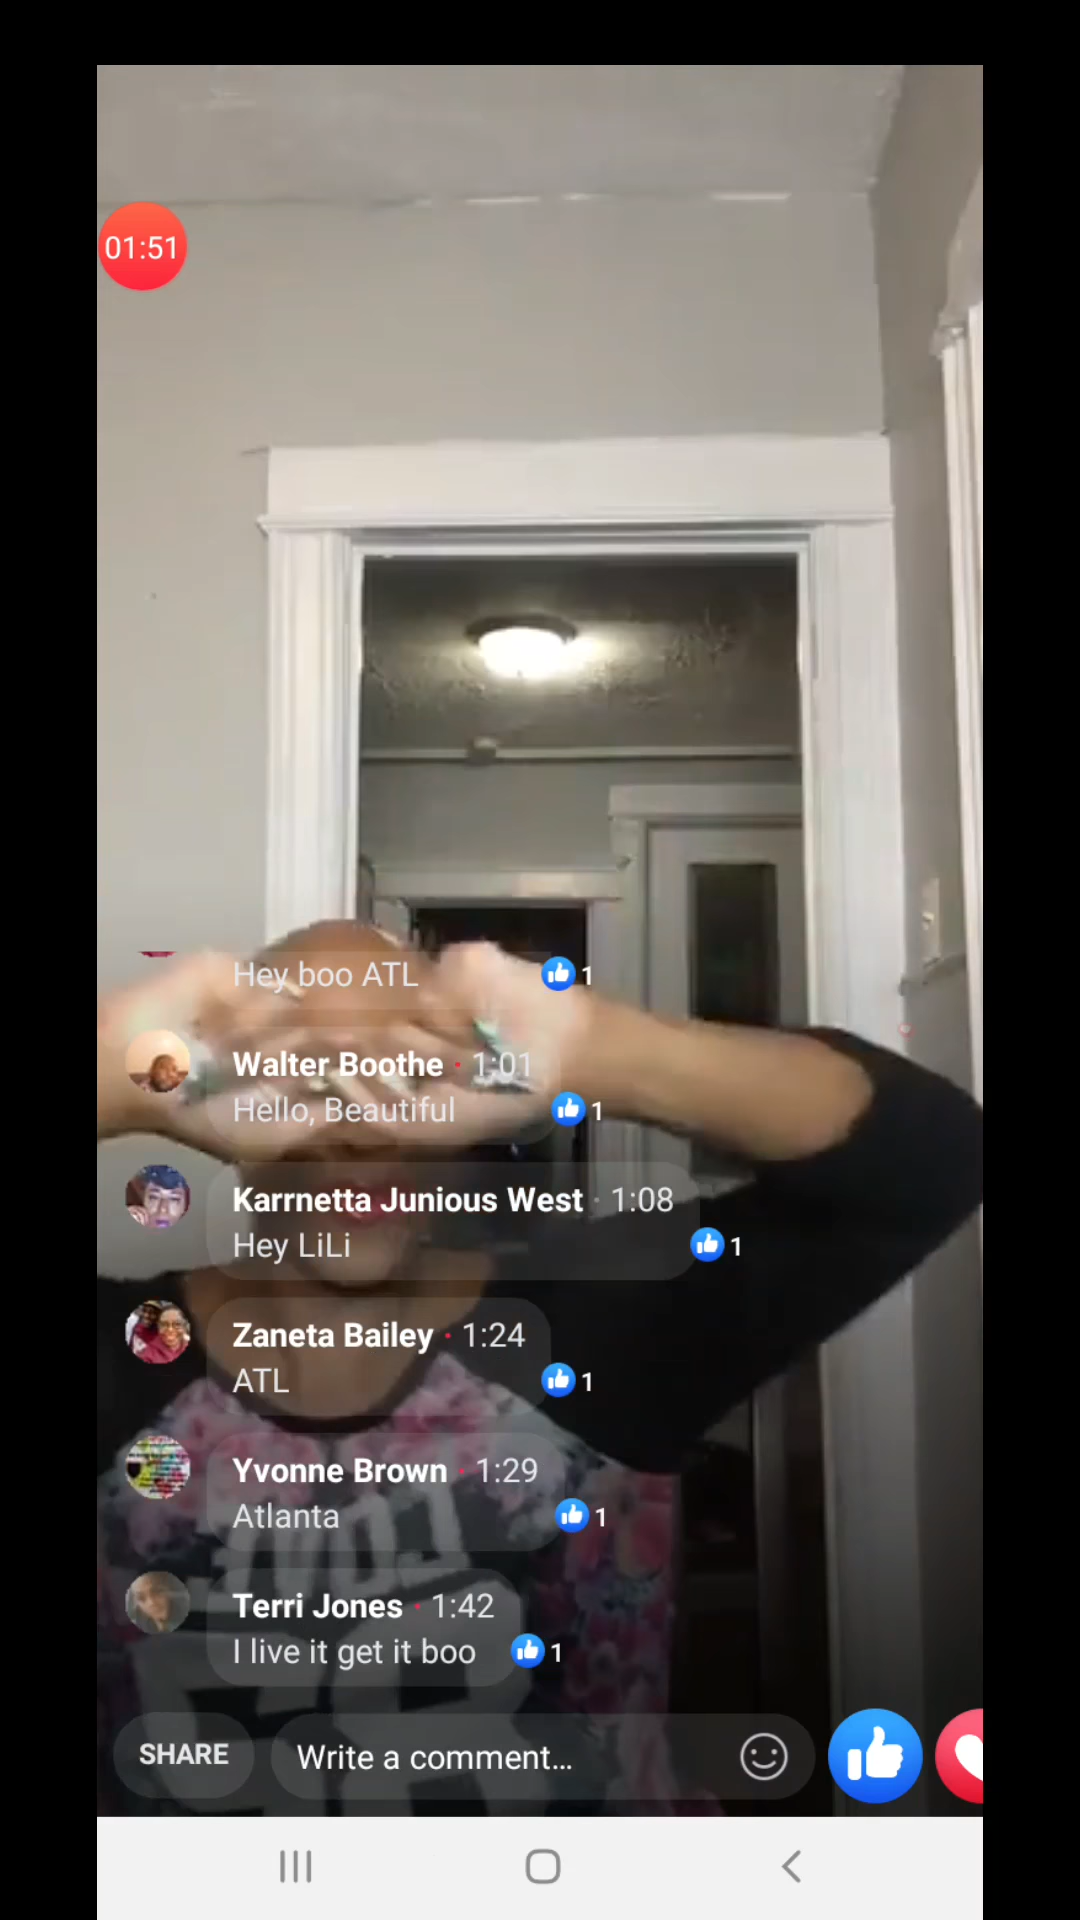 01:51
Hey boo ATL
1
Walter Boothe · 1:01
Hello, Beautiful
1
Karrnetta Junious West · 1:08
Hey LiLi
1
Zaneta Bailey · 1:24
ATL
1
Yvonne Brown · 1:29
Atlanta
1
Terri Jones · 1:42
I live it get it boo
1
SHARE
Write a comment...